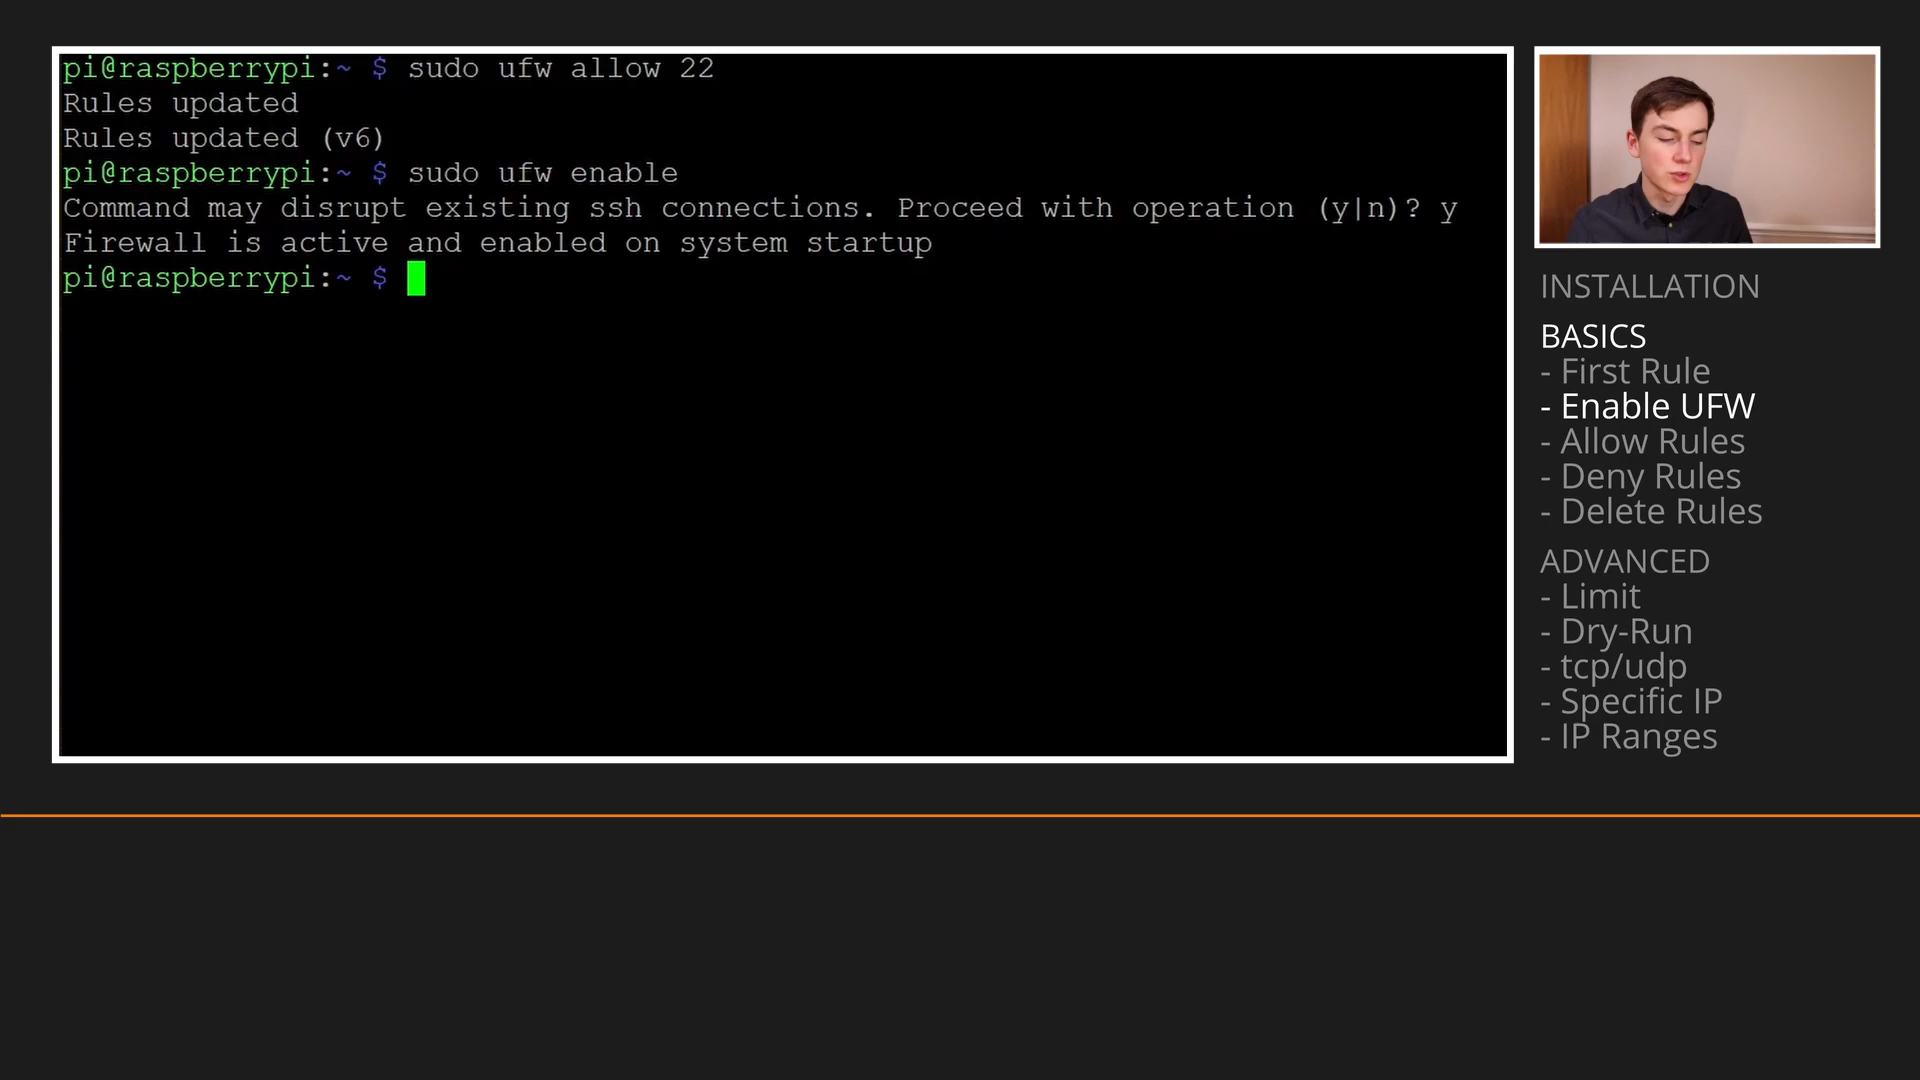 pi@raspberrypi:~ $ sudo ufw allow 22
Rules updated
Rules updated (v6)
pi@raspberrypi:~ $ sudo ufw enable
Command may disrupt existing ssh connections. Proceed with operation (y|n)? y
Firewall is active and enabled on system startup
pi@raspberrypi:~ $
INSTALLATION
BASICS
- First Rule
- Enable UFW
- Allow Rules
- Deny Rules
- Delete Rules
ADVANCED
- Limit
- Dry-Run
- tcp/udp
- Specific IP
- IP Ranges